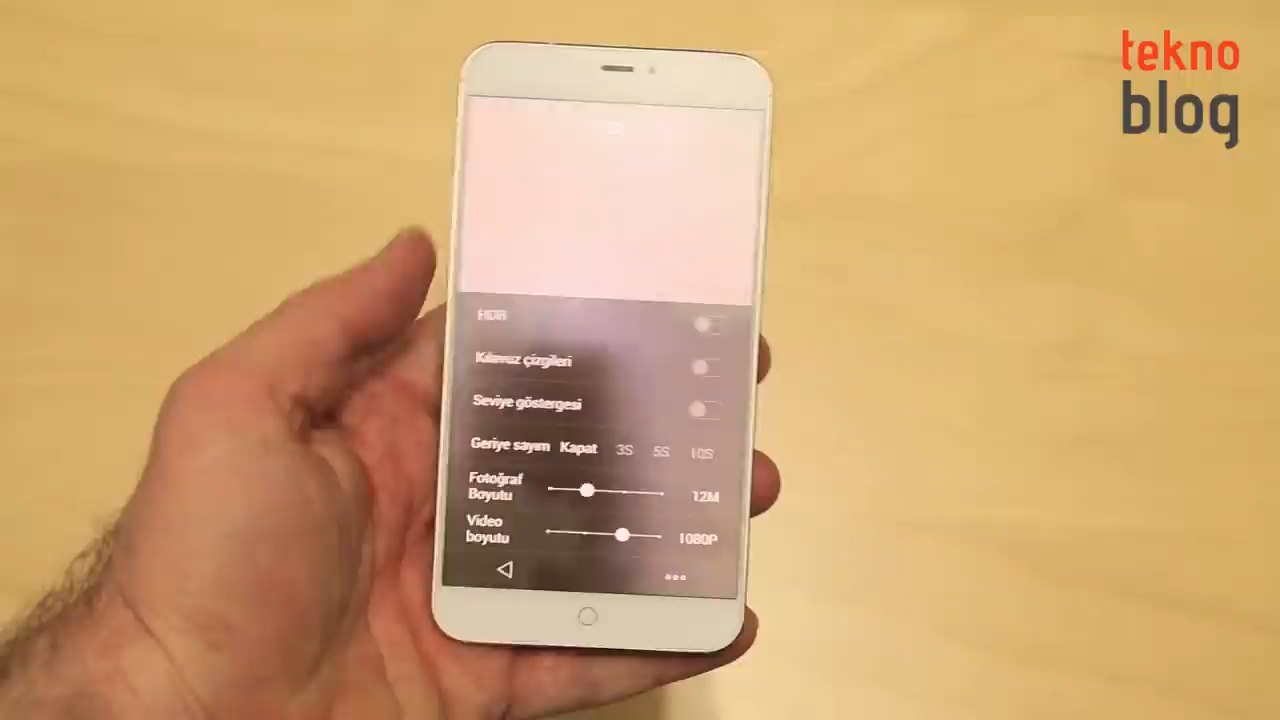 tekno
blog
HDR
Kılavuz çizgileri
Seviye göstergesi
Geriye sayım Kapat 3S 5S 10S
Fotoğraf
Boyutu 12M
Video
boyutu 1080P